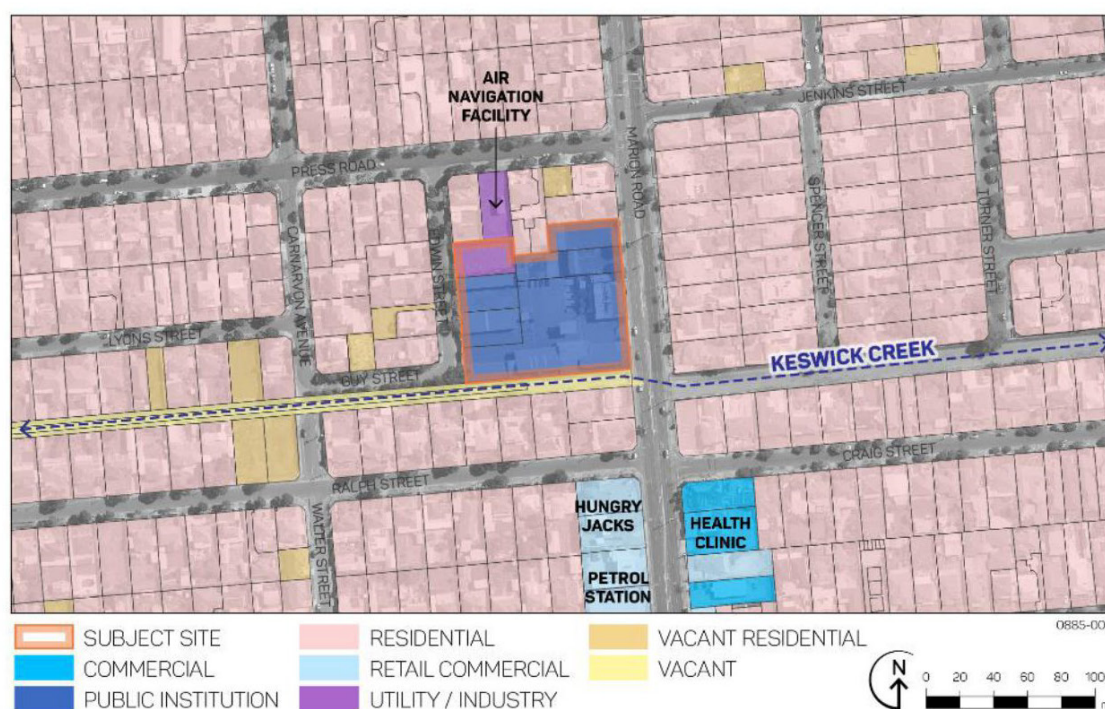 AIR
NAVIGATION
FACILITY
JENKINS STREET
PRESS ROAD
MARION ROAD
SPENCER STREET
TURNER STREET
CARNARVON AVENUE
LYONS STREET
GUY STREET
KESWICK CREEK
CRAIG STREET
RALPH STREET
HUNGRY
JACKS
HEALTH
CLINIC
WALTER STREET
PETROL
STATION
0885-00
SUBJECT SITE
RESIDENTIAL
VACANT RESIDENTIAL
COMMERCIAL
RETAIL COMMERCIAL
VACANT
PUBLIC INSTITUTION
UTILITY / INDUSTRY
N
0 20 40 60 80 100